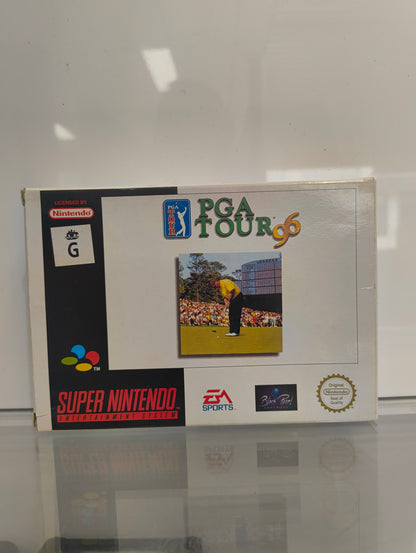 LICENSED BY
Nintendo
G
PGA TOUR
PGA
TOUR 96
SUPER NINTENDO
ENTERTAINMENT SYSTEM
EA
SPORTS
Black Pearl
Original
Nintendo
Seal of
Quality